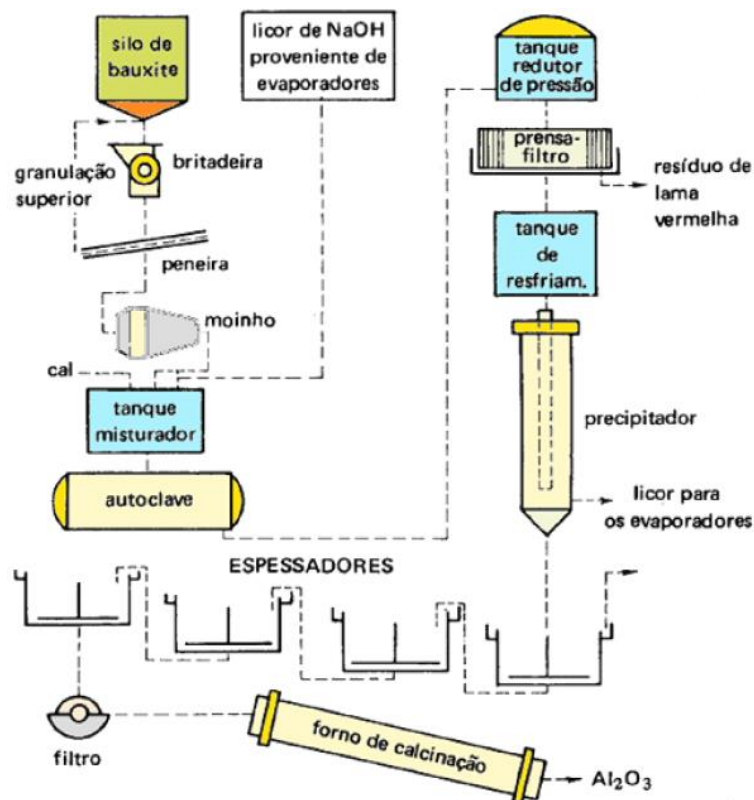 silo de
bauxite
licor de NaOH
proveniente de
evaporadores
tanque
redutor
de pressão
britadeira
granulação
superior
prensa-
filtro
resíduo de
lama
vermelha
peneira
tanque
de
resfriam.
moinho
cal
tanque
misturador
precipitador
autoclave
licor para
os evaporadores
ESPESSADORES
filtro
forno de calcinação
Al₂O₃